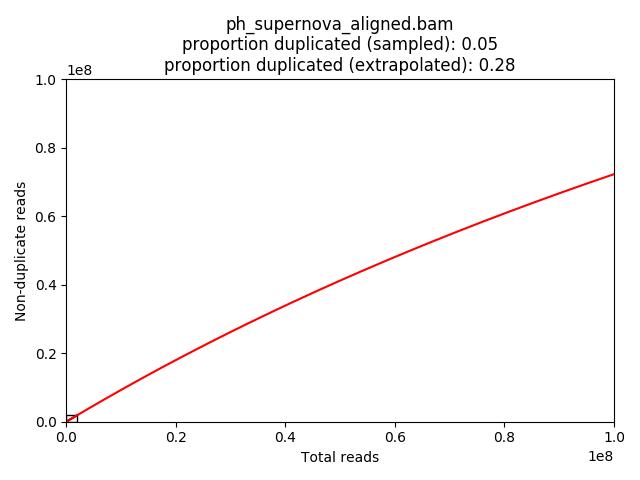 ph_supernova_aligned.bam
proportion duplicated (sampled): 0.05
proportion duplicated (extrapolated): 0.28
1e8
1.0
0.8
0.6
0.4
0.2
0.0
Non-duplicate reads
0.0 0.2 0.4 0.6 0.8 1.0
Total reads
1e8